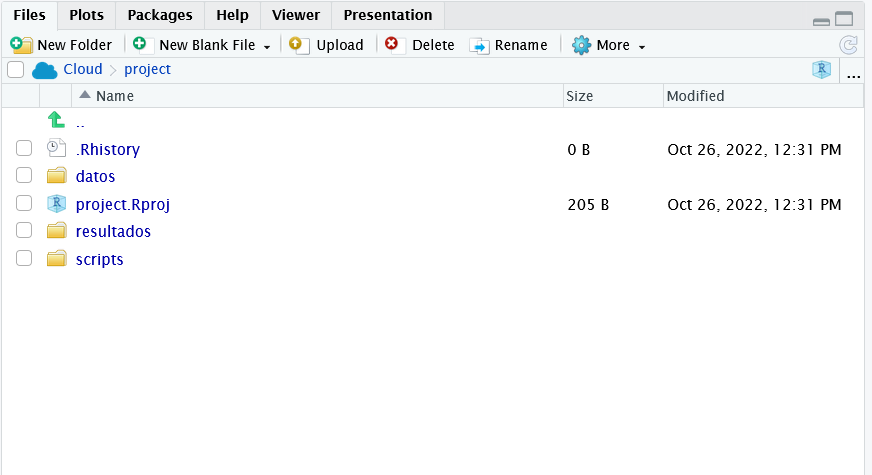 Files Plots Packages Help Viewer Presentation
New Folder New Blank File Upload Delete Rename More
Cloud project R ...
Name Size Modified
..
.Rhistory 0 B Oct 26, 2022, 12:31 PM
datos
R project.Rproj 205 B Oct 26, 2022, 12:31 PM
resultados
scripts